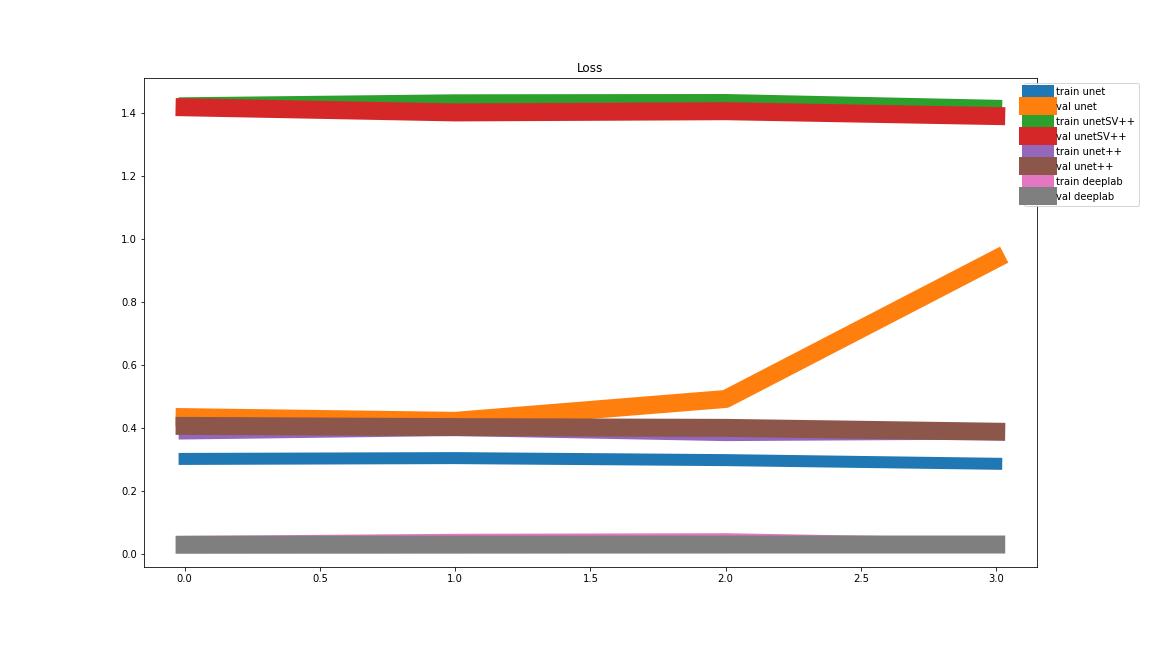 Loss
1.4
1.2
1.0
0.8
0.6
0.4
0.2
0.0
0.0 0.5 1.0 1.5 2.0 2.5 3.0
train unet
val unet
train unetSV++
val unetSV++
train unet++
val unet++
train deeplab
val deeplab